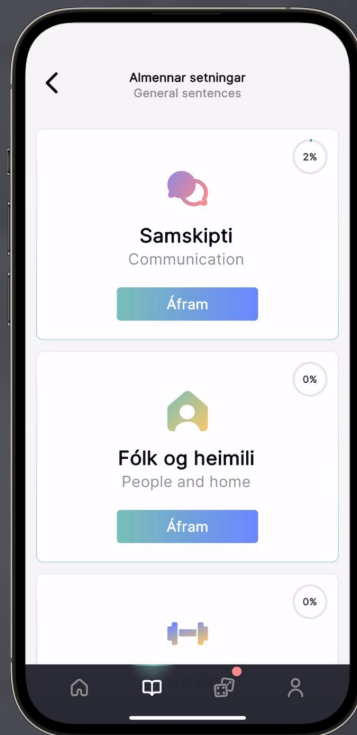 Almennar setningar
General sentences
2%
Samskipti
Communication
Áfram
0%
Fólk og heimili
People and home
Áfram
0%